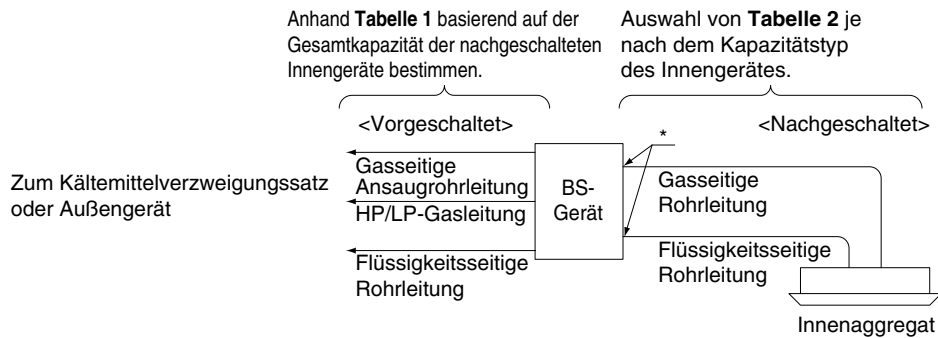 Anhand Tabelle 1 basierend auf der
Gesamtkapazität der nachgeschalteten
Innengeräte bestimmen.
Auswahl von Tabelle 2 je
nach dem Kapazitätstyp
des Innengerätes.
<Vorgeschaltet>
*
<Nachgeschaltet>
Zum Kältemittelverzweigungssatz
oder Außengerät
Gasseitige
Ansaugrohrleitung
HP/LP-Gasleitung
Flüssigkeitsseitige
Rohrleitung
BS-
Gerät
Gasseitige
Rohrleitung
Flüssigkeitsseitige
Rohrleitung
Innenaggregat